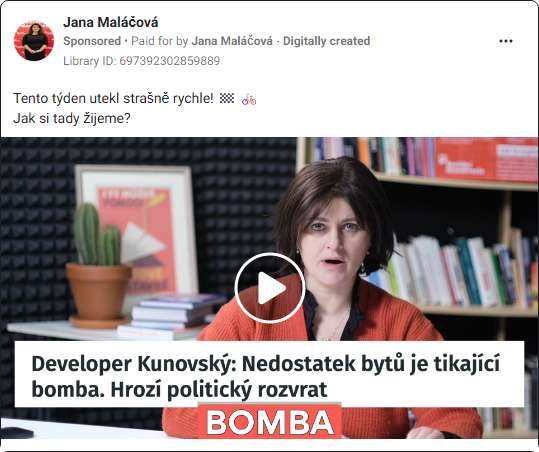 Jana Maláčová
Sponsored • Paid for by Jana Maláčová · Digitally created
Library ID: 697392302859889
Tento týden utekl strašně rychle! 🏁 🚲
Jak si tady žijeme?
Developer Kunovský: Nedostatek bytů je tikající
bomba. Hrozí politický rozvrat
BOMBA